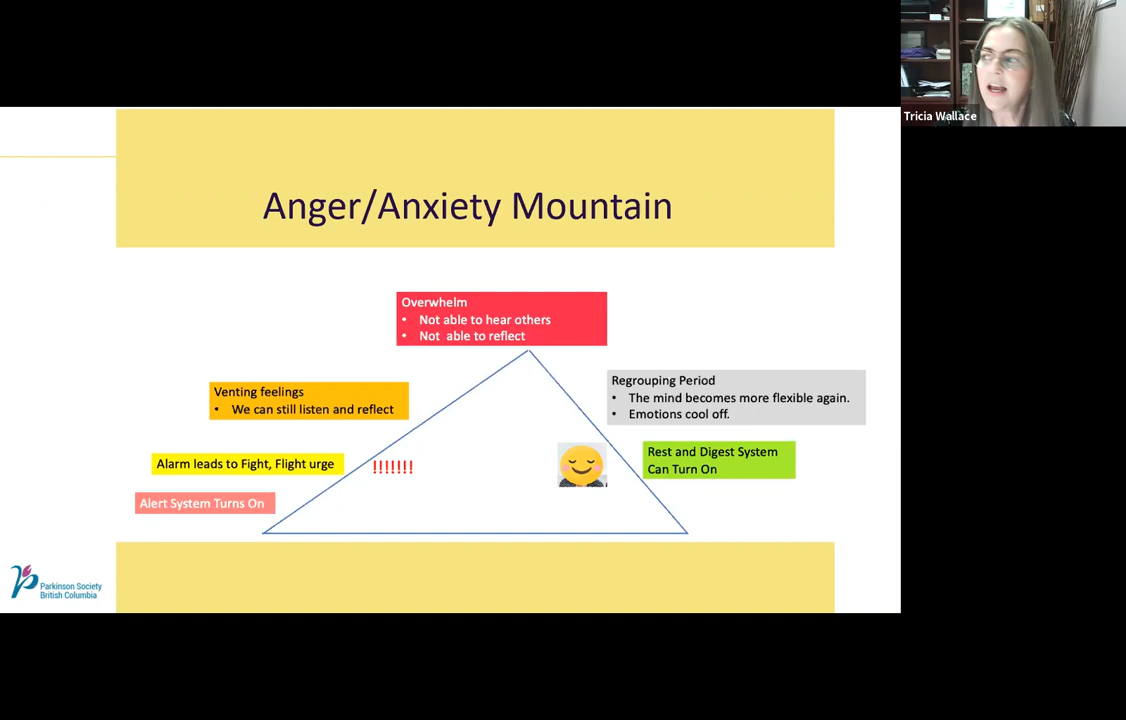 Tricia Wallace
Anger/Anxiety Mountain
Overwhelm
• Not able to hear others
• Not able to reflect
Venting feelings
• We can still listen and reflect
Regrouping Period
• The mind becomes more flexible again.
• Emotions cool off.
Alarm leads to Fight, Flight urge
!!!!!!!
Rest and Digest System
Can Turn On
Alert System Turns On
Parkinson Society
British Columbia